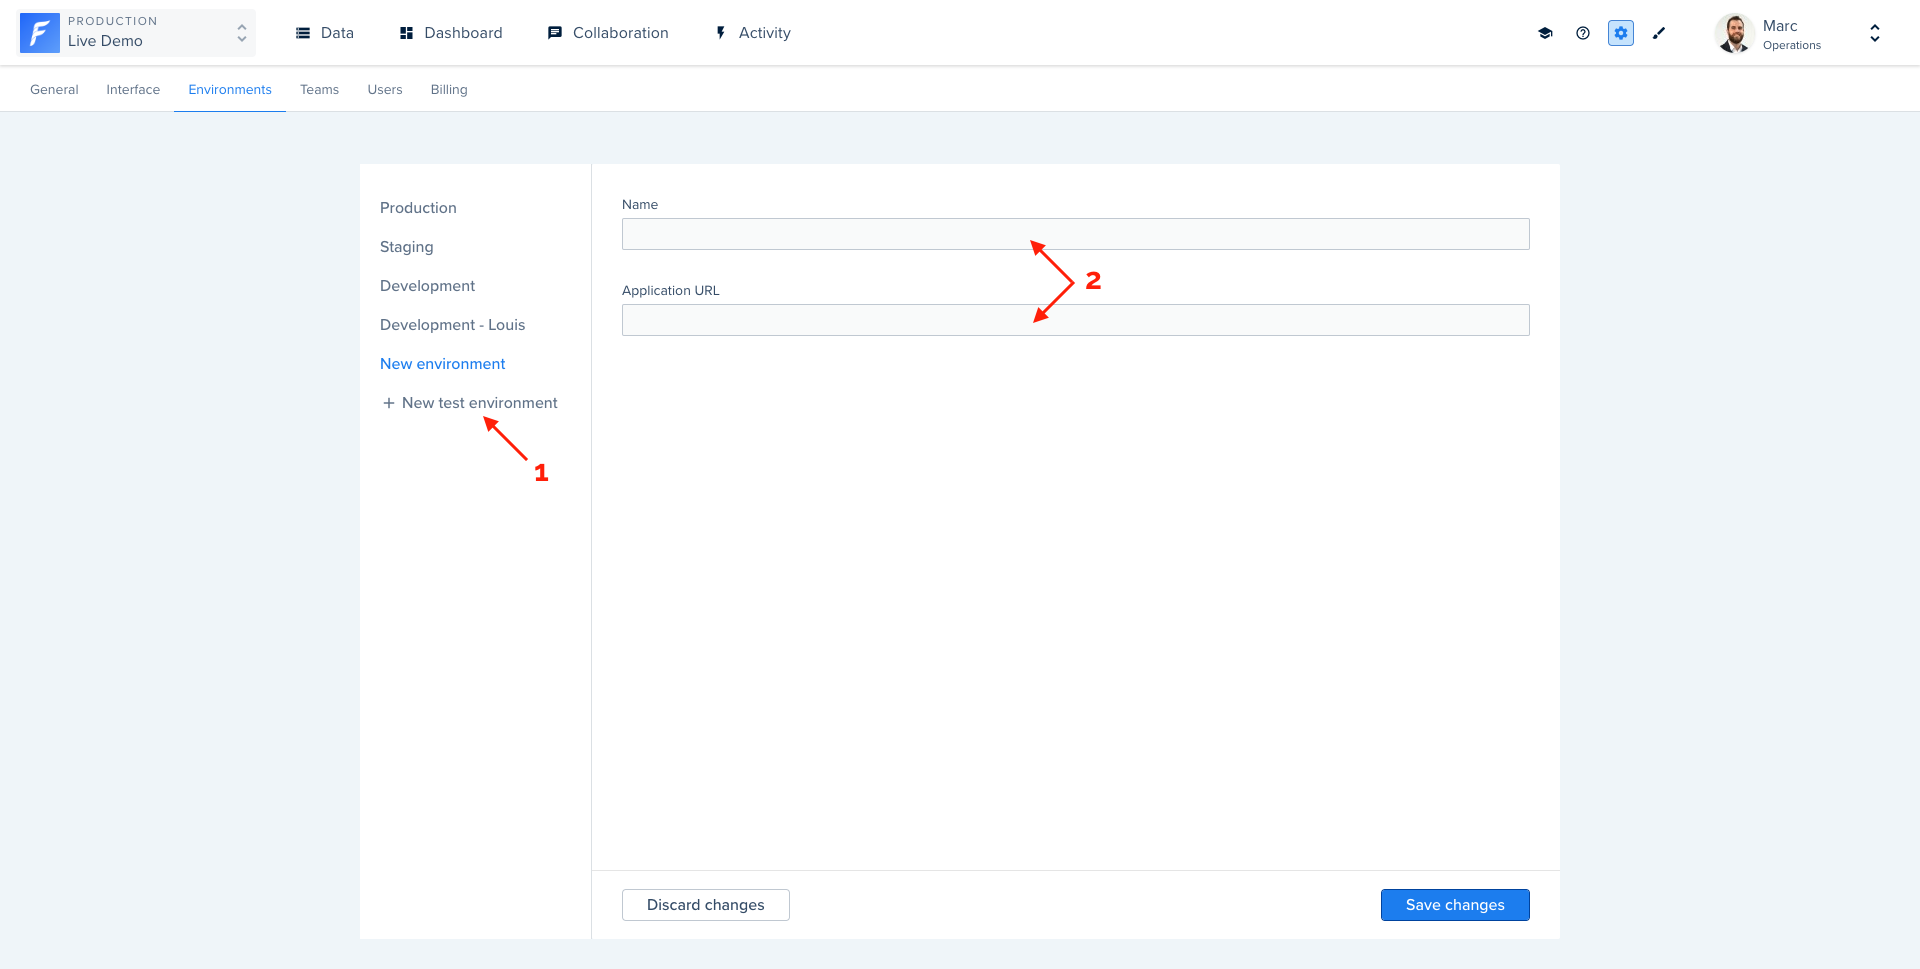 PRODUCTION
Live Demo
Data
Dashboard
Collaboration
Activity
Marc
Operations
General
Interface
Environments
Teams
Users
Billing
Production
Staging
Development
Development - Louis
New environment
+ New test environment
1
Name
2
Application URL
Discard changes
Save changes